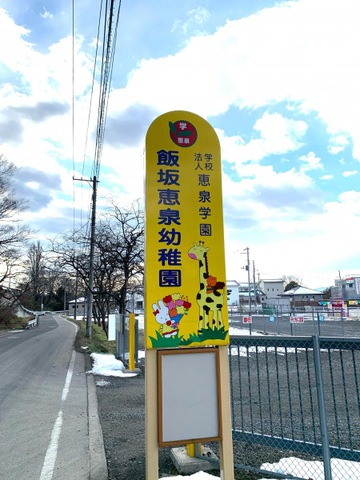 学
恵泉
学校
法人 恵泉学園
飯坂恵泉幼稚園